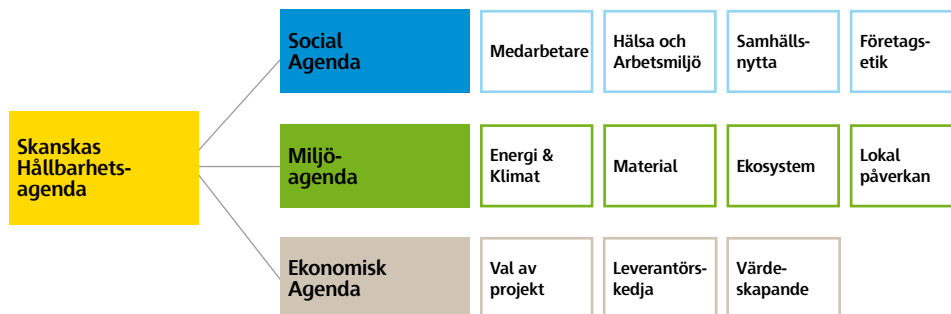 Skanskas
Hållbarhets-
agenda
Social
Agenda
Medarbetare
Hälsa och
Arbetsmiljö
Samhälls-
nytta
Företags-
etik
Miljö-
agenda
Energi &
Klimat
Material
Ekosystem
Lokal
påverkan
Ekonomisk
Agenda
Val av
projekt
Leverantörs-
kedja
Värde-
skapande